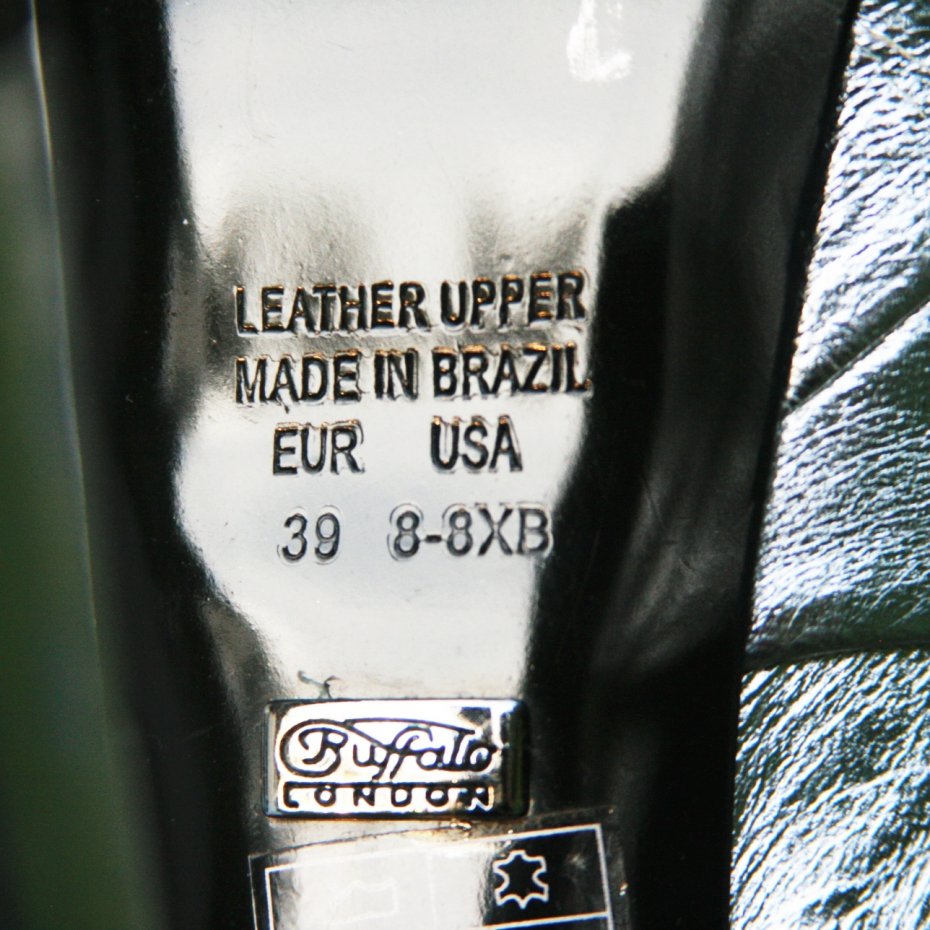 LEATHER UPPER
MADE IN BRAZIL
EUR USA
39 8-8XB
Buffalo
LONDON